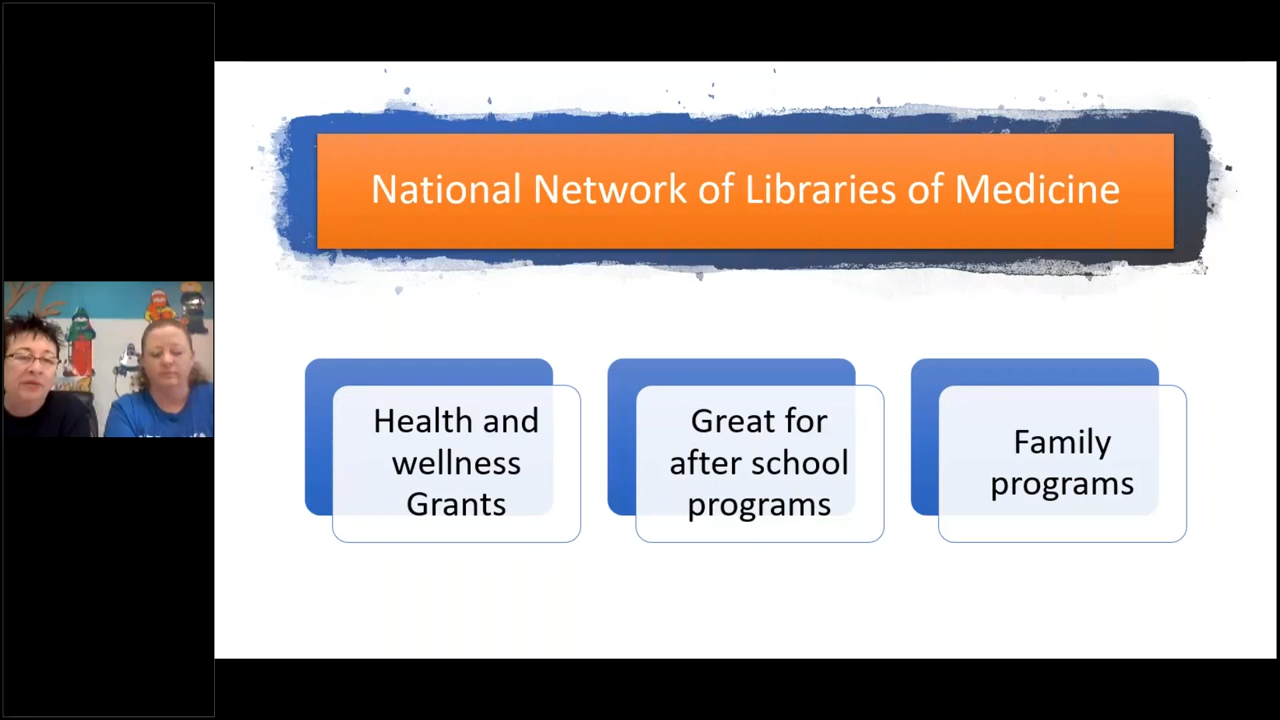 National Network of Libraries of Medicine
Health and
wellness
Grants
Great for
after school
programs
Family
programs